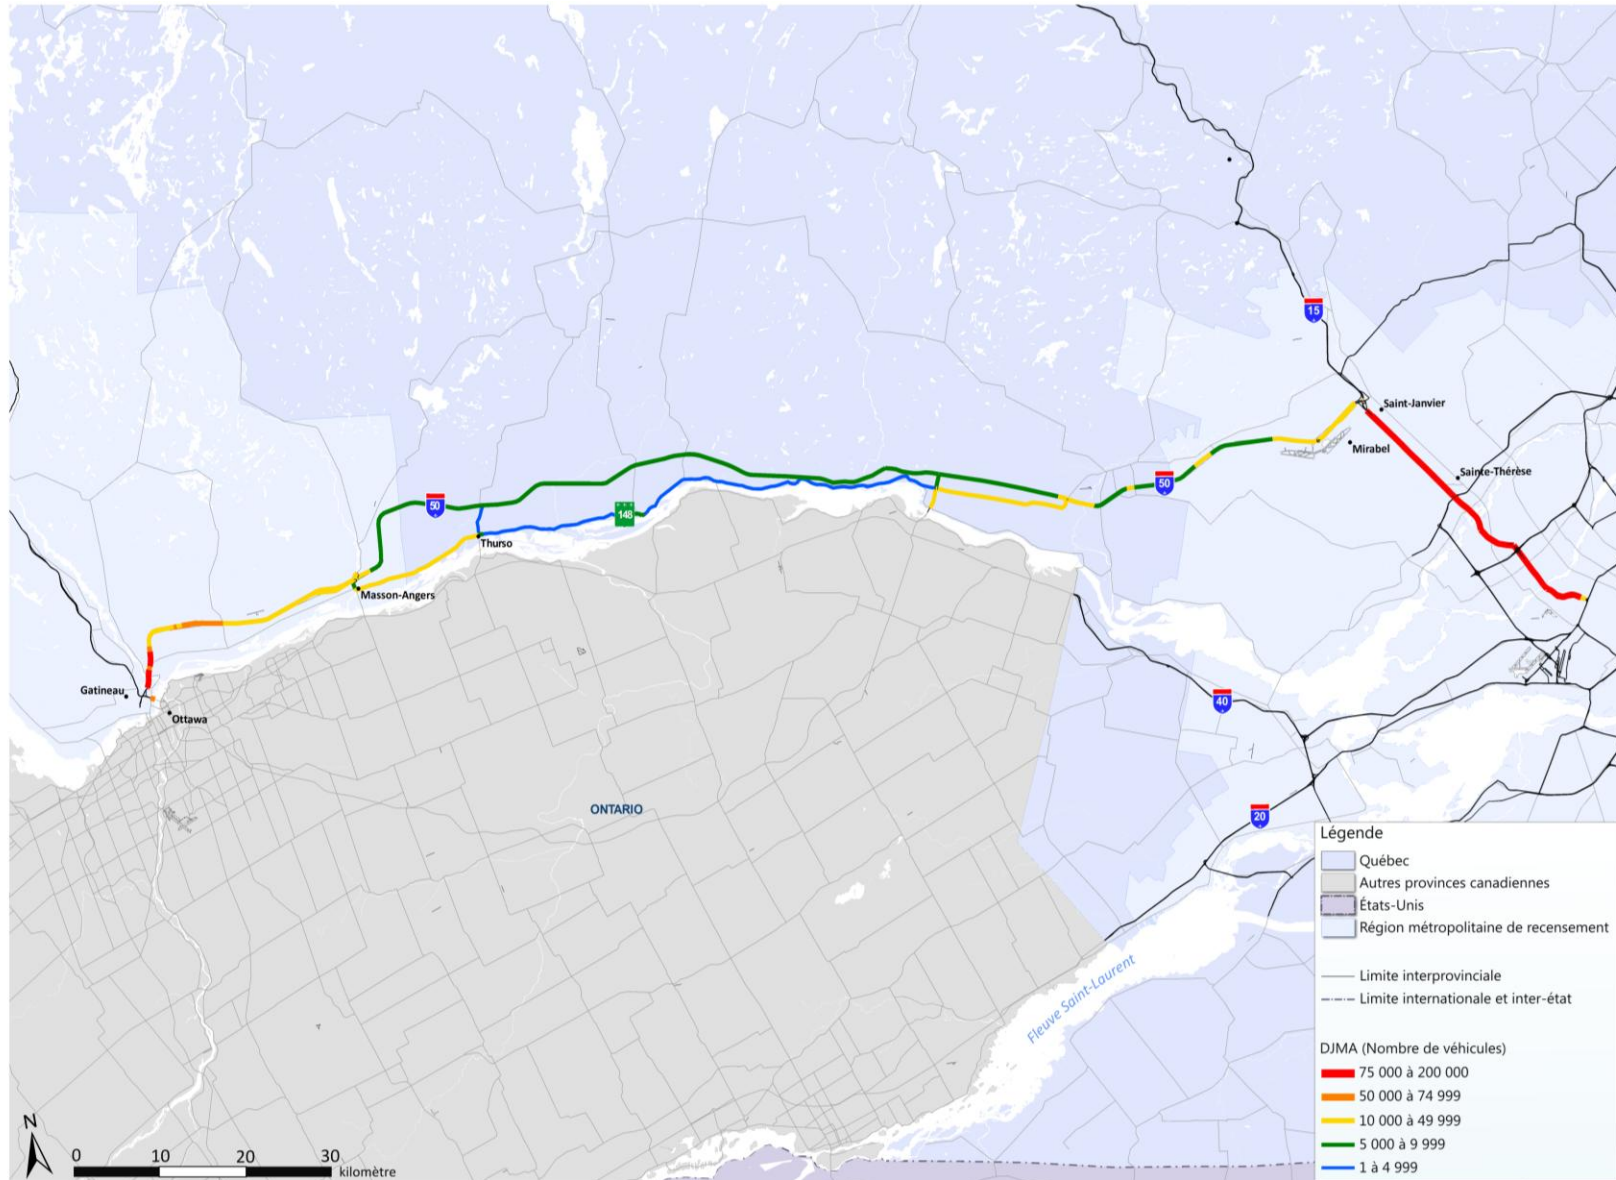 15
Saint-Janvier
Mirabel
Sainte-Thérèse
50
50
148
Thurso
Masson-Angers
Gatineau
Ottawa
40
20
ONTARIO
Fleuve Saint-Laurent
Légende
Québec
Autres provinces canadiennes
États-Unis
Région métropolitaine de recensement
Limite interprovinciale
Limite internationale et inter-état
DJMA (Nombre de véhicules)
75 000 à 200 000
50 000 à 74 999
10 000 à 49 999
5 000 à 9 999
1 à 4 999
N
0 10 20 30
kilomètre